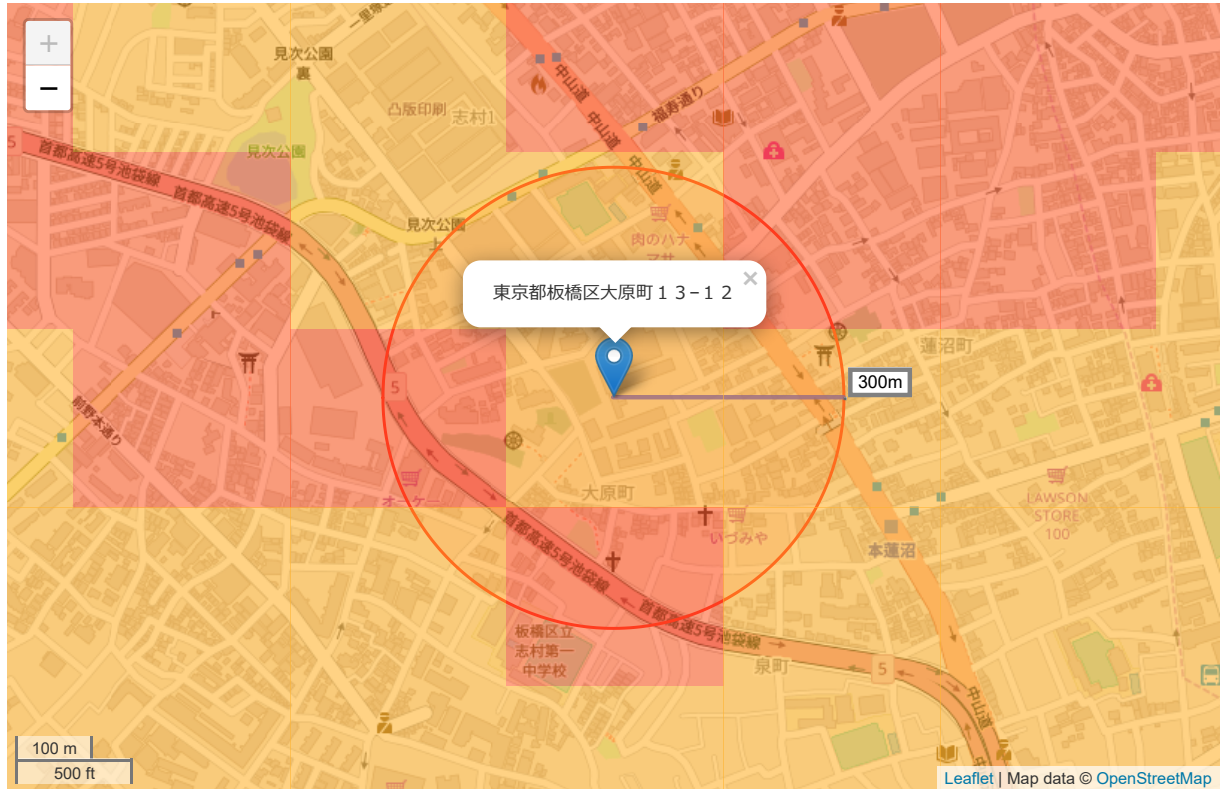 +
−
一里塚
見次公園
裏
凸版印刷
志村1
中山道
福寿通り
中山道
5
首都高速5号池袋線
首都高速5号池袋線
見次公園
中山道
見次公園
肉のハナ
マサ
東京都板橋区大原町１３−１２
×
蓮沼町
300m
5
前野本通り
オーケー
大原町
LAWSON
STORE
100
いづみや
本蓮沼
首都高速5号池袋線
首都高速5号池袋線
板橋区立
志村第一
中学校
泉町
5
中山道
100 m
500 ft
Leaflet | Map data © OpenStreetMap